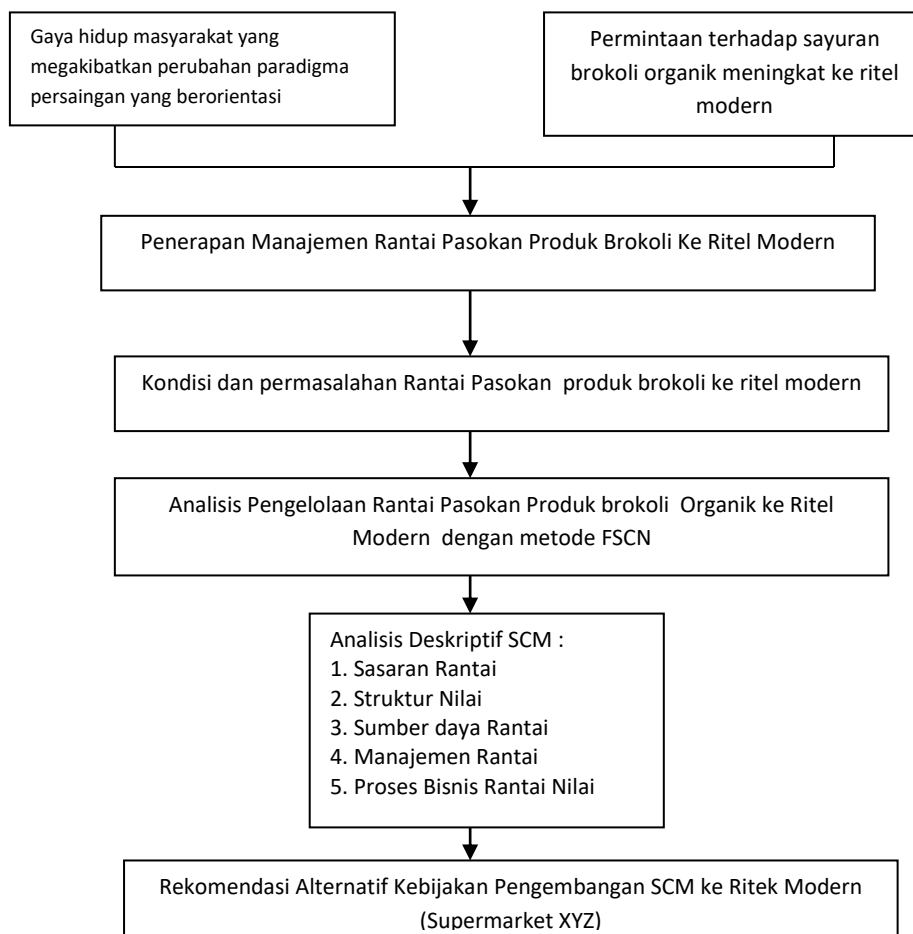 Gaya hidup masyarakat yang
megakibatkan perubahan paradigma
persaingan yang berorientasi
Permintaan terhadap sayuran
brokoli organik meningkat ke ritel
modern
Penerapan Manajemen Rantai Pasokan Produk Brokoli Ke Ritel Modern
Kondisi dan permasalahan Rantai Pasokan produk brokoli ke ritel modern
Analisis Pengelolaan Rantai Pasokan Produk brokoli Organik ke Ritel
Modern dengan metode FSCN
Analisis Deskriptif SCM :
1. Sasaran Rantai
2. Struktur Nilai
3. Sumber daya Rantai
4. Manajemen Rantai
5. Proses Bisnis Rantai Nilai
Rekomendasi Alternatif Kebijakan Pengembangan SCM ke Ritek Modern
(Supermarket XYZ)